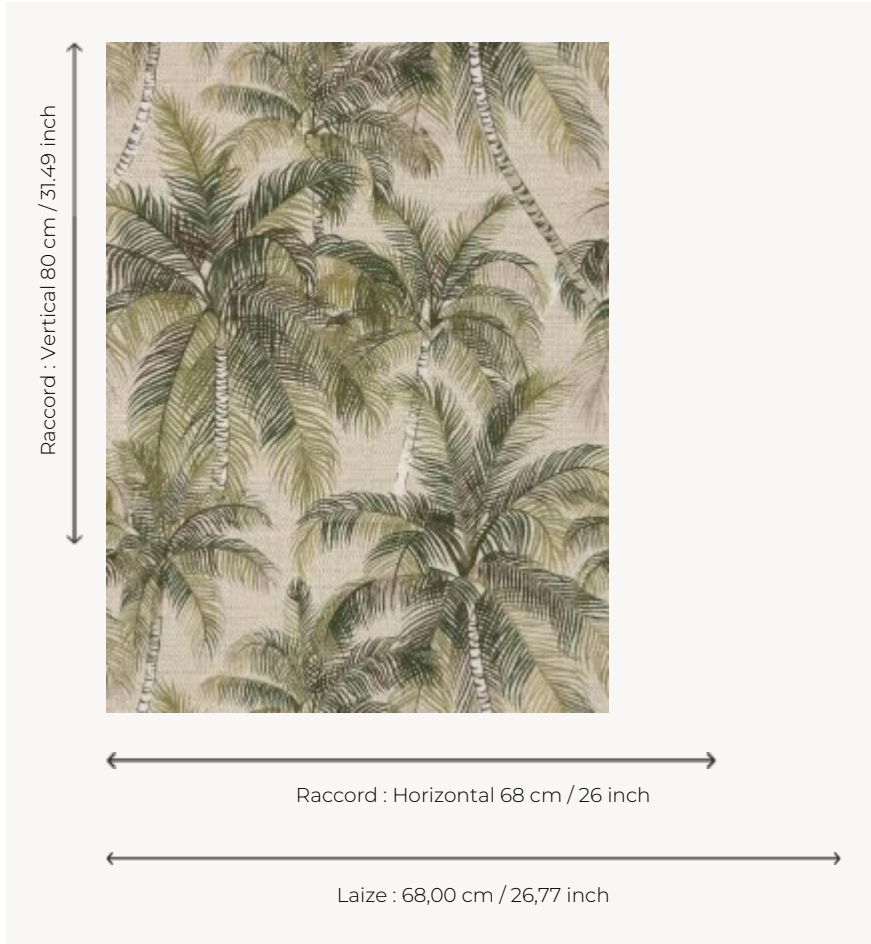 Raccord : Vertical 80 cm / 31.49 inch
Raccord : Horizontal 68 cm / 26 inch
Laize : 68,00 cm / 26,77 inch